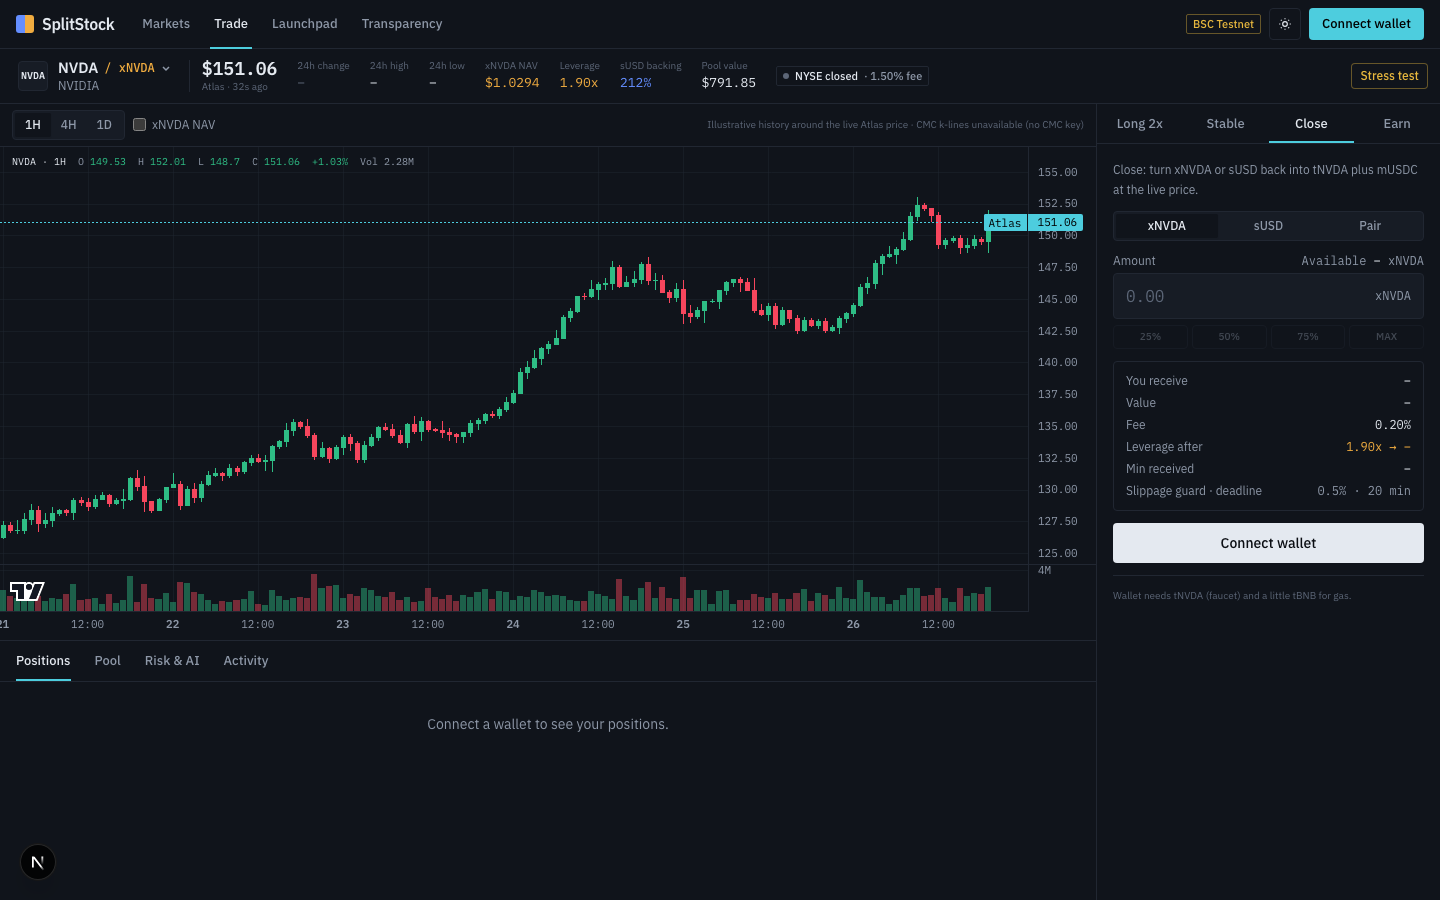 SplitStock Markets Trade Launchpad Transparency BSC Testnet Connect wallet
NVDA NVDA / xNVDA NVIDIA
$151.06 Atlas · 32s ago
24h change –
24h high –
24h low –
xNVDA NAV $1.0294
Leverage 1.90x
sUSD backing 212%
Pool value $791.85
NYSE closed · 1.50% fee
Stress test
1H 4H 1D xNVDA NAV
Illustrative history around the live Atlas price · CMC k-lines unavailable (no CMC key)
NVDA · 1H O 149.53 H 152.01 L 148.7 C 151.06 +1.03% Vol 2.28M
155.00
152.50
Atlas 151.06
150.00
147.50
145.00
142.50
140.00
137.50
135.00
132.50
130.00
127.50
125.00
4M
21 12:00 22 12:00 23 12:00 24 12:00 25 12:00 26 12:00
Positions Pool Risk & AI Activity
Connect a wallet to see your positions.
N
Long 2x Stable Close Earn
Close: turn xNVDA or sUSD back into tNVDA plus mUSDC
at the live price.
xNVDA sUSD Pair
Amount Available – xNVDA
0.00 xNVDA
25% 50% 75% MAX
You receive –
Value –
Fee 0.20%
Leverage after 1.90x → –
Min received –
Slippage guard · deadline 0.5% · 20 min
Connect wallet
Wallet needs tNVDA (faucet) and a little tBNB for gas.